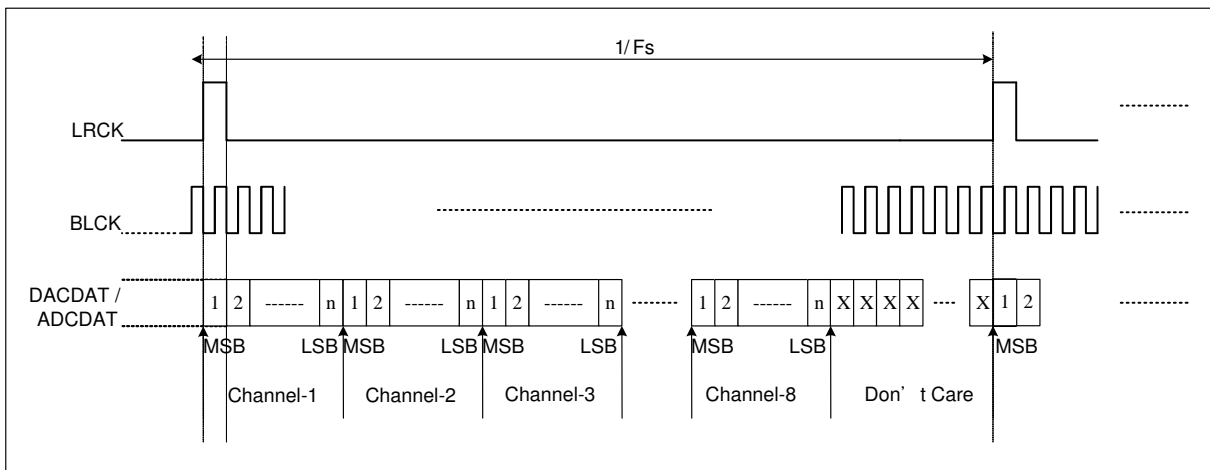 1/Fs
LRCK
BLCK
DACDAT / ADCDAT
1 2 ------ n 1 2 ------ n 1 2 ------ n 1 2 ------ n X X X X X 1 2
MSB LSB MSB LSB MSB LSB MSB LSB MSB
Channel-1 Channel-2 Channel-3 Channel-8 Don't Care